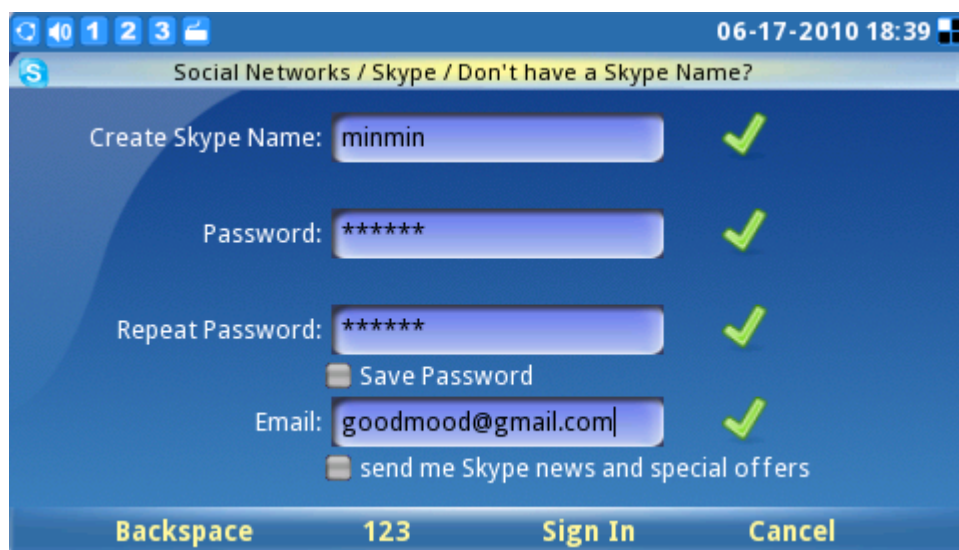 1 2 3 06-17-2010 18:39
S Social Networks / Skype / Don't have a Skype Name?
Create Skype Name: minmin
Password: ******
Repeat Password: ******
Save Password
Email: goodmood@gmail.com
send me Skype news and special offers
Backspace 123 Sign In Cancel